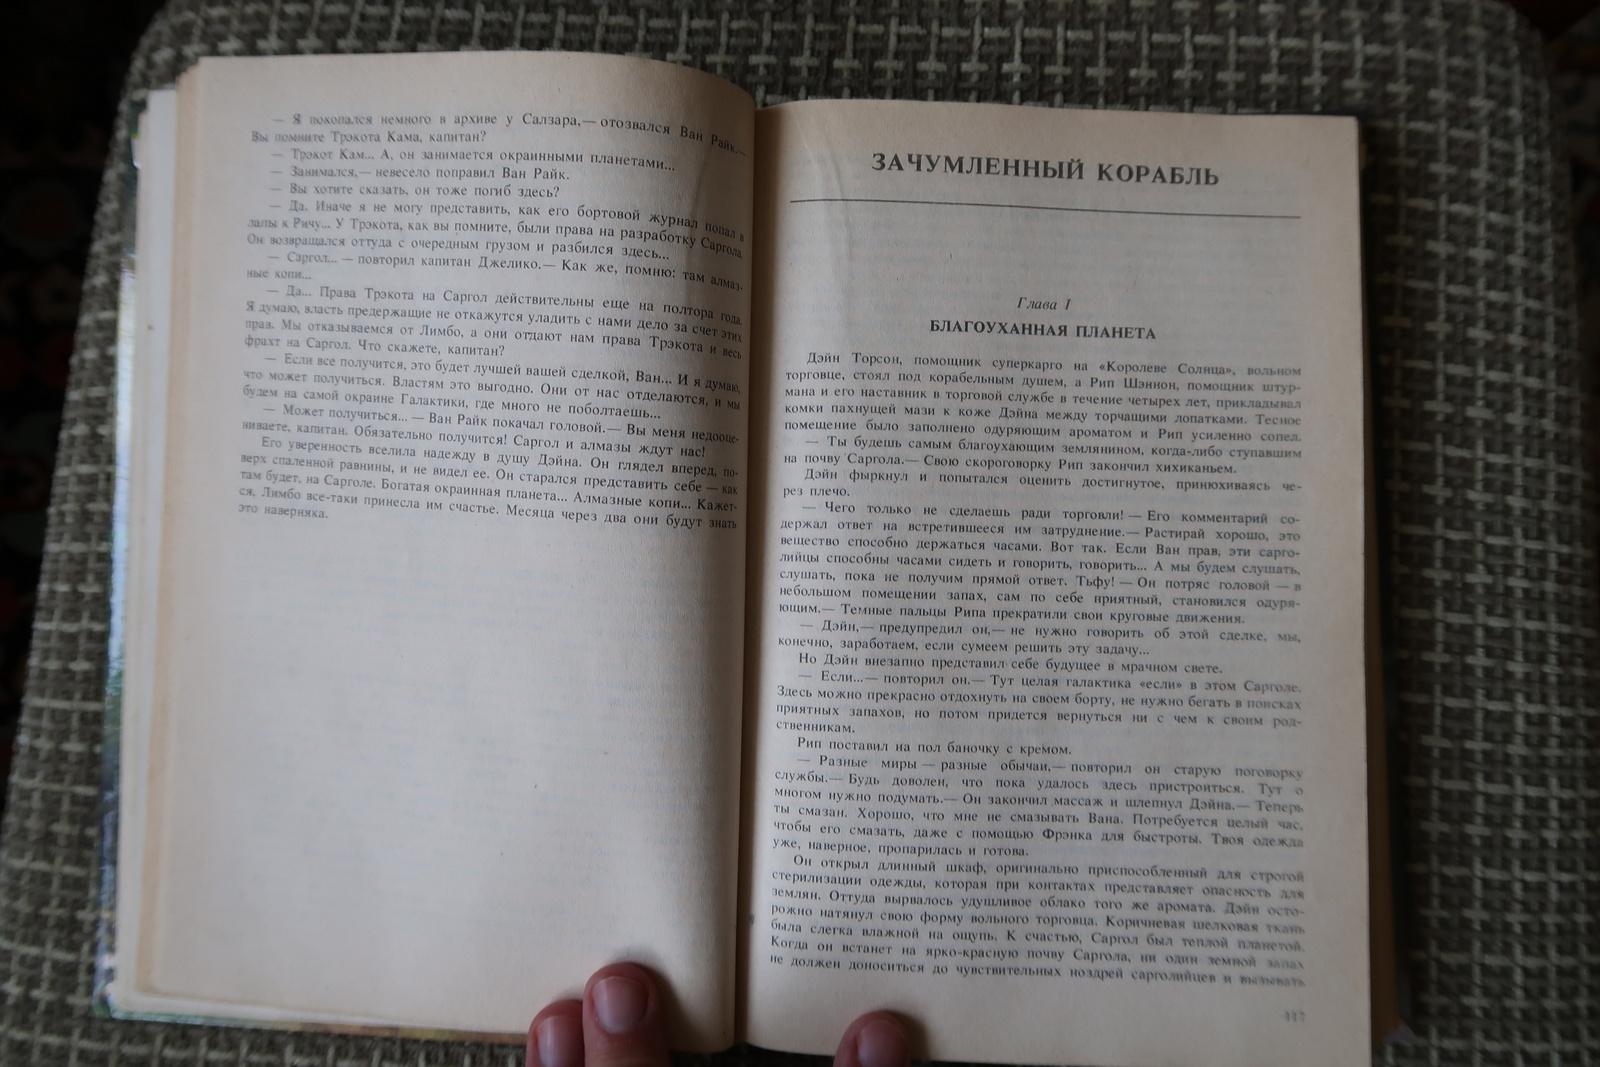 — Я покопался немного в архиве у Салзара,— отозвался Ван Райк.—
Вы помните Трэкота Кама, капитан?
— Трэкот Кам... А, он занимается окраинными планетами...
— Занимался,— невесело поправил Ван Райк.
— Вы хотите сказать, он тоже погиб здесь?
— Да. Иначе я не могу представить, как его бортовой журнал попал в
лапы к Ричу... У Трэкота, как вы помните, были права на разработку Саргола.
Он возвращался оттуда с очередным грузом и разбился здесь...
— Саргол... — повторил капитан Джелико.— Как же, помню: там алмаз-
ные копи...
— Да... Права Трэкота на Саргол действительны еще на полтора года.
Я думаю, власть предержащие не откажутся уладить с нами дело за счет этих
прав. Мы отказываемся от Лимбо, а они отдают нам права Трэкота и весь
фрахт на Саргол. Что скажете, капитан?
— Если все получится, это будет лучшей вашей сделкой, Ван... И я думаю,
что может получиться. Властям это выгодно. Они от нас отделаются, и мы
будем на самой окраине Галактики, где много не поболтаешь...
— Может получиться... — Ван Райк покачал головой.— Вы меня недооце-
ниваете, капитан. Обязательно получится! Саргол и алмазы ждут нас!
Его уверенность вселила надежду в душу Дэйна. Он глядел вперед, по-
верх спаленной равнины, и не видел ее. Он старался представить себе — как
там будет, на Сарголе. Богатая окраинная планета... Алмазные копи... Кажет-
ся, Лимбо все-таки принесла им счастье. Месяца через два они будут знать
это наверняка.
ЗАЧУМЛЕННЫЙ КОРАБЛЬ
Глава I
БЛАГОУХАННАЯ ПЛАНЕТА
Дэйн Торсон, помощник суперкарго на «Королеве Солнца», вольном
торговце, стоял под корабельным душем, а Рип Шэннон, помощник штур-
мана и его наставник в торговой службе в течение четырех лет, прикладывал
комки пахнущей мази к коже Дэйна между торчащими лопатками. Тесное
помещение было заполнено одуряющим ароматом и Рип усиленно сопел.
— Ты будешь самым благоухающим землянином, когда-либо ступавшим
на почву Саргола.— Свою скороговорку Рип закончил хихиканьем.
Дэйн фыркнул и попытался оценить достигнутое, принюхиваясь че-
рез плечо.
— Чего только не сделаешь ради торговли! — Его комментарий со-
держал ответ на встретившееся им затруднение.— Растирай хорошо, это
вещество способно держаться часами. Вот так. Если Ван прав, эти сарго-
лийцы способны часами сидеть и говорить, говорить... А мы будем слушать,
слушать, пока не получим прямой ответ. Тьфу! — Он потряс головой — в
небольшом помещении запах, сам по себе приятный, становился одуря-
ющим.— Темные пальцы Рипа прекратили свои круговые движения.
— Дэйн,— предупредил он,— не нужно говорить об этой сделке, мы,
конечно, заработаем, если сумеем решить эту задачу...
Но Дэйн внезапно представил себе будущее в мрачном свете.
— Если...— повторил он.— Тут целая галактика «если» в этом Сарголе.
Здесь можно прекрасно отдохнуть на своем борту, не нужно бегать в поисках
приятных запахов, но потом придется вернуться ни с чем к своим род-
ственникам.
Рип поставил на пол баночку с кремом.
— Разные миры — разные обычаи,— повторил он старую поговорку
службы.— Будь доволен, что пока удалось здесь пристроиться. Тут о
многом нужно подумать.— Он закончил массаж и шлепнул Дэйна.— Теперь
ты смазан. Хорошо, что мне не смазывать Вана. Потребуется целый час,
чтобы его смазать, даже с помощью Фрэнка для быстроты. Твоя одежда
уже, наверное, пропарилась и готова.
Он открыл длинный шкаф, оригинально приспособленный для строгой
стерилизации одежды, которая при контактах представляет опасность для
землян. Оттуда вырвалось удушливое облако того же аромата. Дэйн осто-
рожно натянул свою форму вольного торговца. Коричневая шелковая ткань
была слегка влажной на ощупь. К счастью, Саргол был теплой планетой.
Когда он встанет на ярко-красную почву Саргола, ни один земной запах
не должен доноситься до чувствительных ноздрей сарголийцев и вызывать